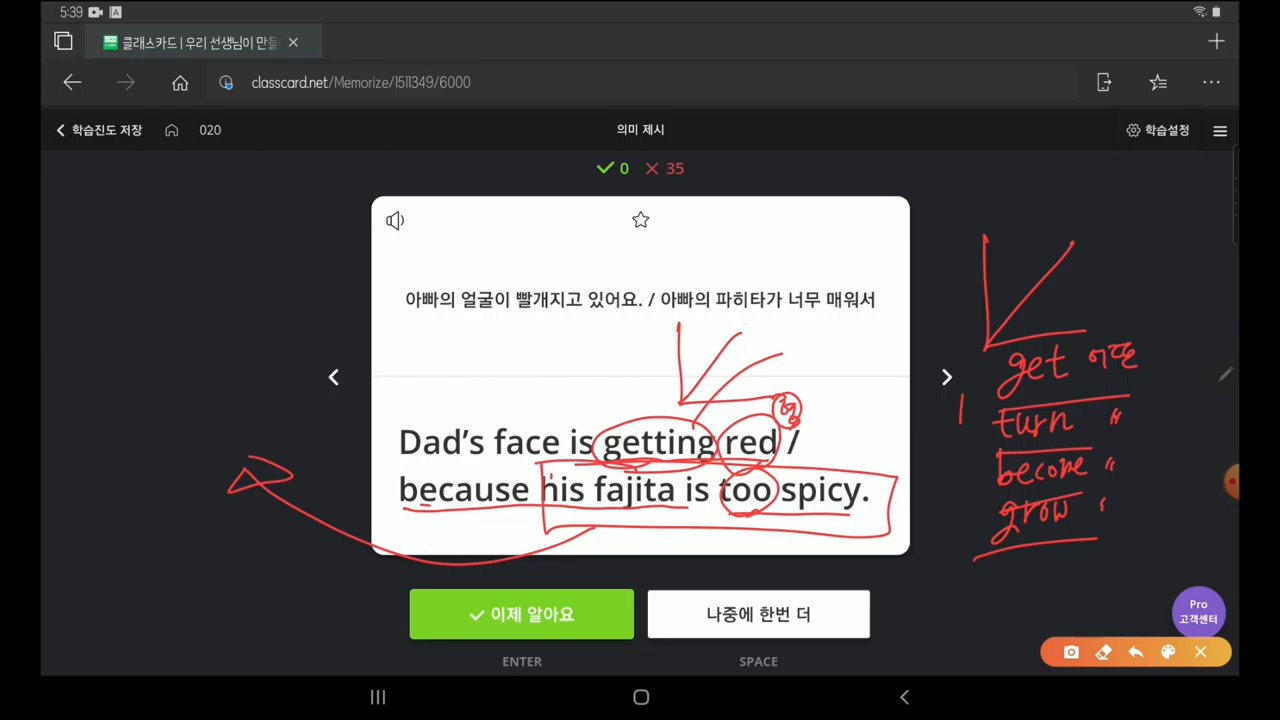 5:39
클래스카드 | 우리 선생님이 만들
classcard.net/Memorize/1511349/6000
학습진도 저장 020 의미 제시 학습설정
0 35
아빠의 얼굴이 빨개지고 있어요. / 아빠의 파히타가 너무 매워서
get
형
turn "
Dad's face is getting red /
become "
because his fajita is too spicy.
grow "
이제 알아요 나중에 한번 더
Pro
고객센터
ENTER SPACE